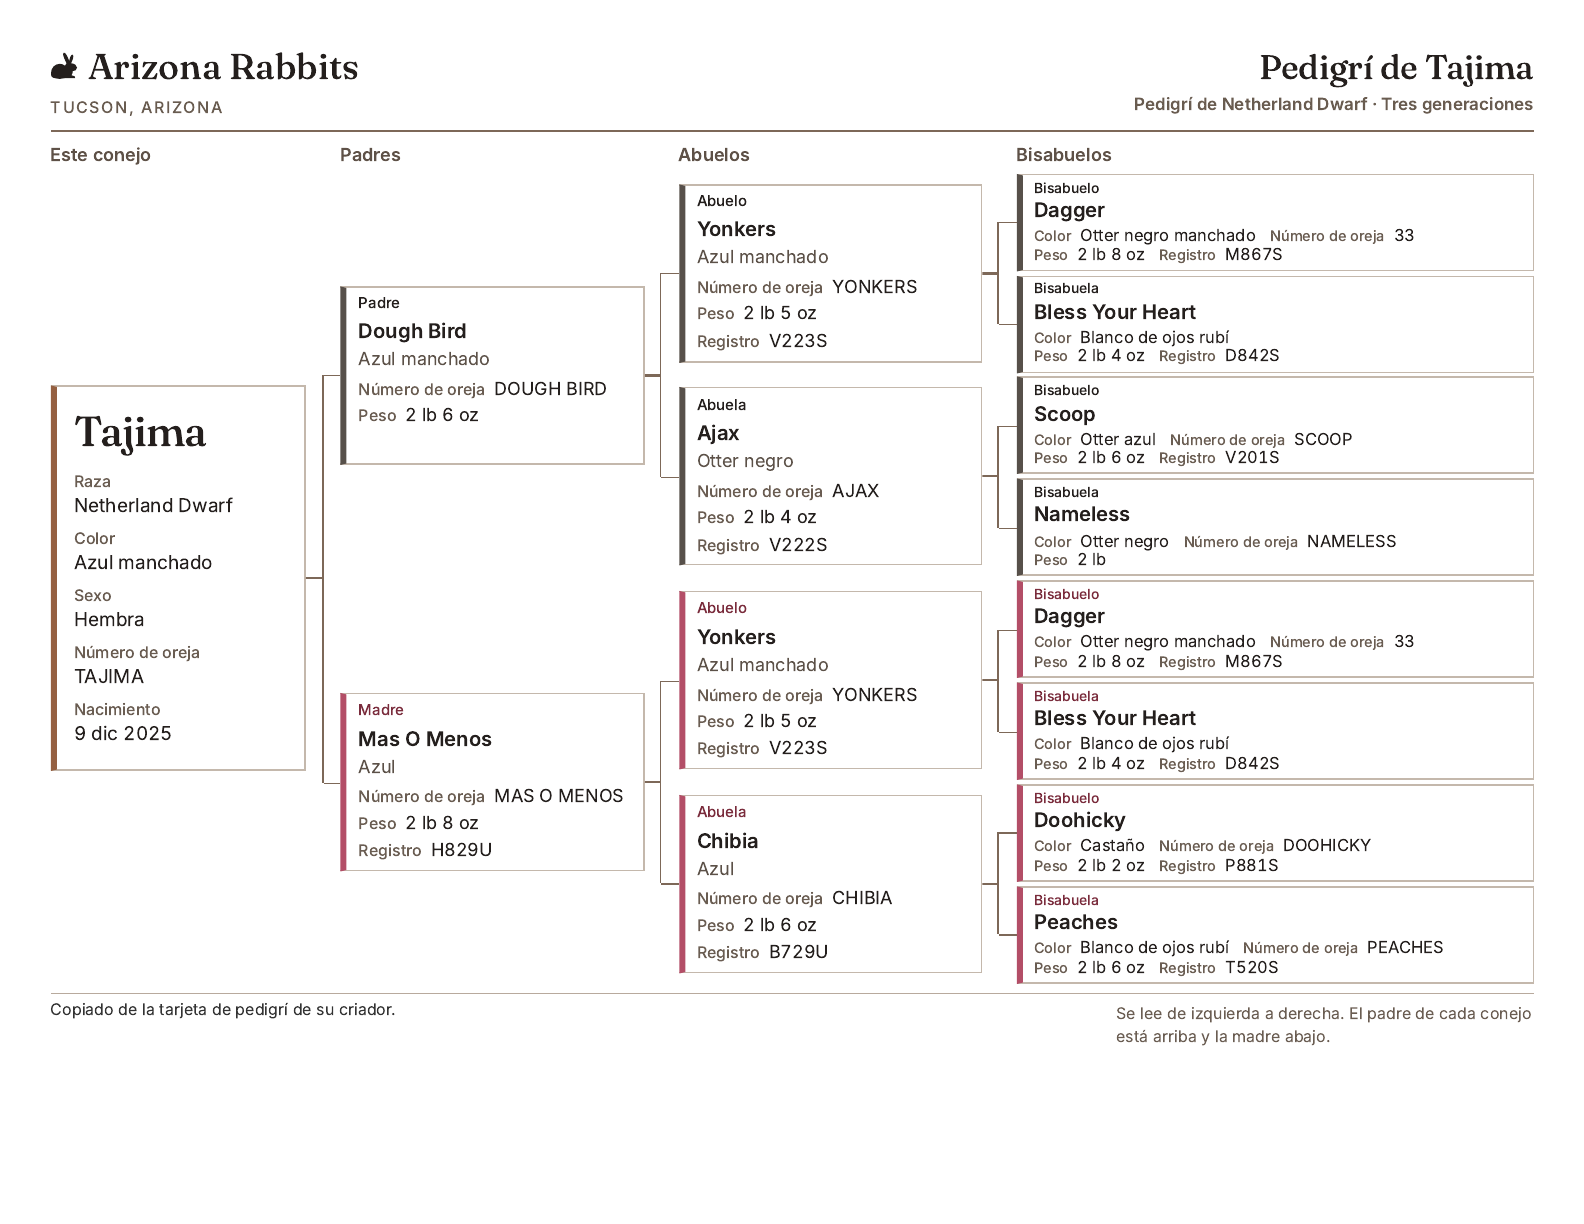 Arizona Rabbits
TUCSON, ARIZONA
Pedigrí de Tajima
Pedigrí de Netherland Dwarf · Tres generaciones
Este conejo
Padres
Abuelos
Bisabuelos
Tajima
Raza
Netherland Dwarf
Color
Azul manchado
Sexo
Hembra
Número de oreja
TAJIMA
Nacimiento
9 dic 2025
Padre
Dough Bird
Azul manchado
Número de oreja DOUGH BIRD
Peso 2 lb 6 oz
Madre
Mas O Menos
Azul
Número de oreja MAS O MENOS
Peso 2 lb 8 oz
Registro H829U
Abuelo
Yonkers
Azul manchado
Número de oreja YONKERS
Peso 2 lb 5 oz
Registro V223S
Abuela
Ajax
Otter negro
Número de oreja AJAX
Peso 2 lb 4 oz
Registro V222S
Abuelo
Yonkers
Azul manchado
Número de oreja YONKERS
Peso 2 lb 5 oz
Registro V223S
Abuela
Chibia
Azul
Número de oreja CHIBIA
Peso 2 lb 6 oz
Registro B729U
Bisabuelo
Dagger
Color Otter negro manchado Número de oreja 33
Peso 2 lb 8 oz Registro M867S
Bisabuela
Bless Your Heart
Color Blanco de ojos rubí
Peso 2 lb 4 oz Registro D842S
Bisabuelo
Scoop
Color Otter azul Número de oreja SCOOP
Peso 2 lb 6 oz Registro V201S
Bisabuela
Nameless
Color Otter negro Número de oreja NAMELESS
Peso 2 lb
Bisabuelo
Dagger
Color Otter negro manchado Número de oreja 33
Peso 2 lb 8 oz Registro M867S
Bisabuela
Bless Your Heart
Color Blanco de ojos rubí
Peso 2 lb 4 oz Registro D842S
Bisabuelo
Doohicky
Color Castaño Número de oreja DOOHICKY
Peso 2 lb 2 oz Registro P881S
Bisabuela
Peaches
Color Blanco de ojos rubí Número de oreja PEACHES
Peso 2 lb 6 oz Registro T520S
Copiado de la tarjeta de pedigrí de su criador.
Se lee de izquierda a derecha. El padre de cada conejo
está arriba y la madre abajo.